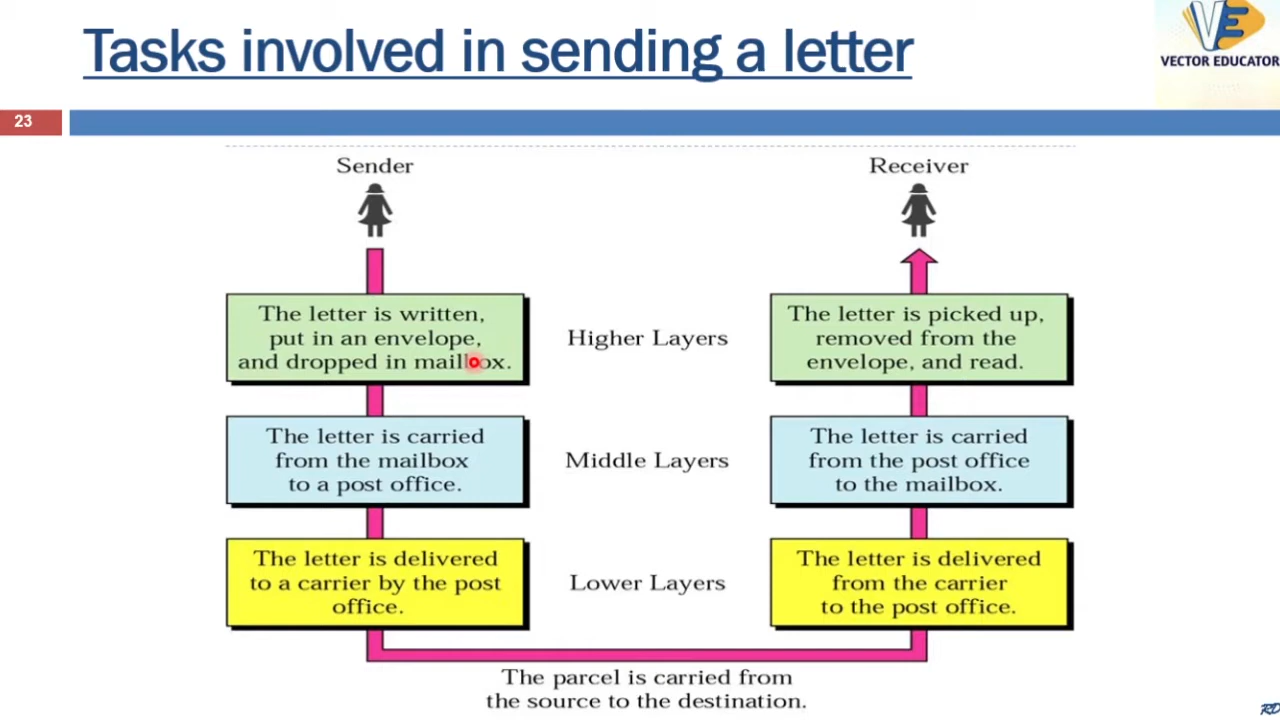 Tasks involved in sending a letter
VECTOR EDUCATOR
23
Sender
Receiver
The letter is written,
put in an envelope,
and dropped in mailbox.
Higher Layers
The letter is picked up,
removed from the
envelope, and read.
The letter is carried
from the mailbox
to a post office.
Middle Layers
The letter is carried
from the post office
to the mailbox.
The letter is delivered
to a carrier by the post
office.
Lower Layers
The letter is delivered
from the carrier
to the post office.
The parcel is carried from
the source to the destination.